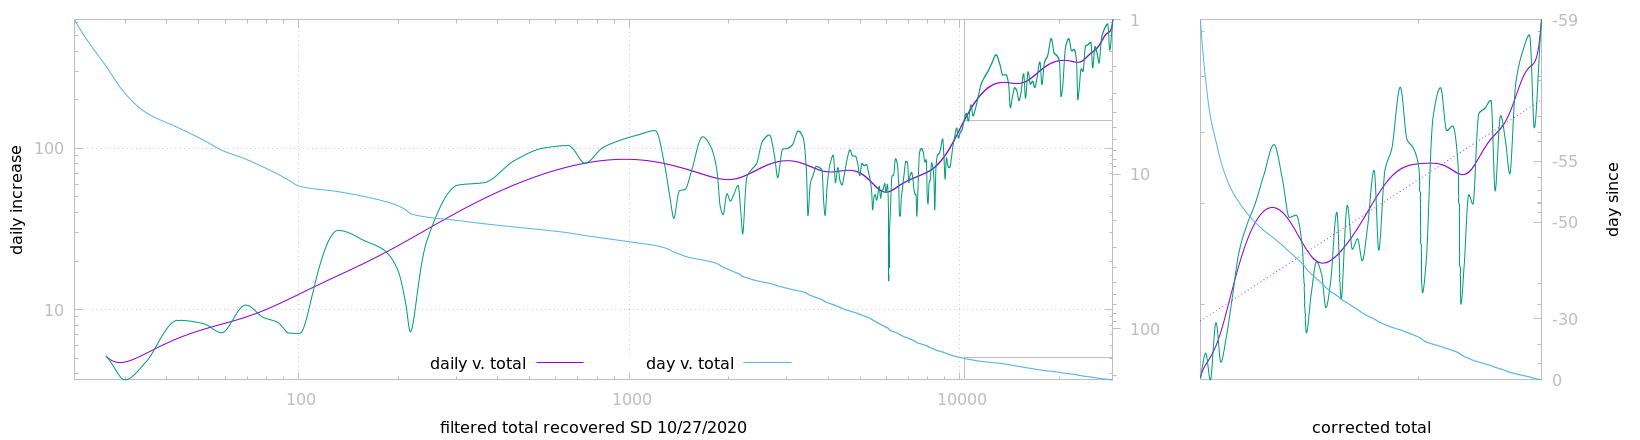 daily increase
100
10
100
1000
10000
1
10
100
daily v. total
day v. total
filtered total recovered SD 10/27/2020
-59
-55
-50
-30
0
day since
corrected total